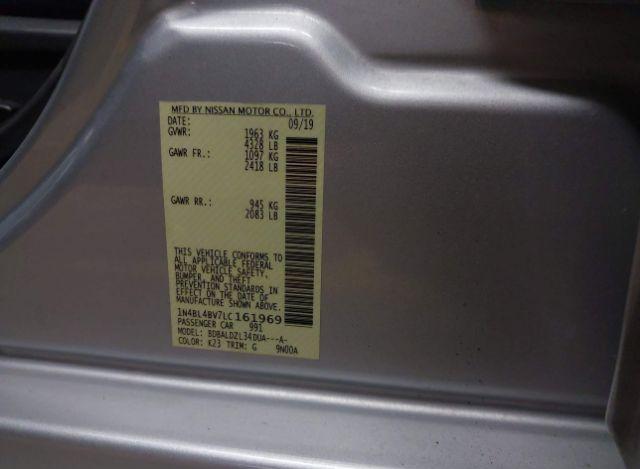 MFD BY NISSAN MOTOR CO., LTD.
DATE: 09/19
GVWR: 1963 KG
4328 LB
GAWR FR.: 1097 KG
2418 LB
GAWR RR.: 945 KG
2083 LB
THIS VEHICLE CONFORMS TO
ALL APPLICABLE FEDERAL
MOTOR VEHICLE SAFETY,
BUMPER, AND THEFT
PREVENTION STANDARDS IN
EFFECT ON THE DATE OF
MANUFACTURE SHOWN ABOVE.
1N4BL4BV7LC161969
PASSENGER CAR 991
MODEL: BDBALDZL34DUA---A-
COLOR: K23 TRIM: G 9N00A